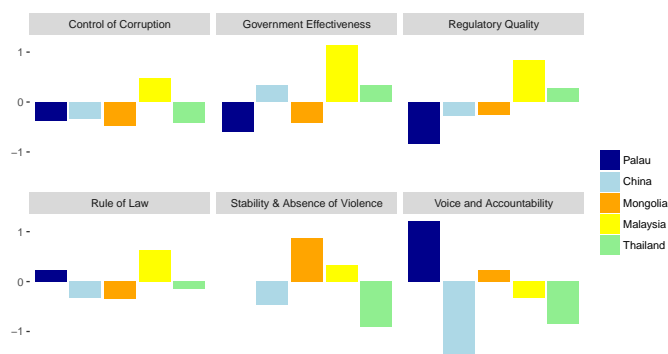 Control of Corruption
Government Effectiveness
Regulatory Quality
1
0
−1
Rule of Law
Stability & Absence of Violence
Voice and Accountability
1
0
−1
Palau
China
Mongolia
Malaysia
Thailand